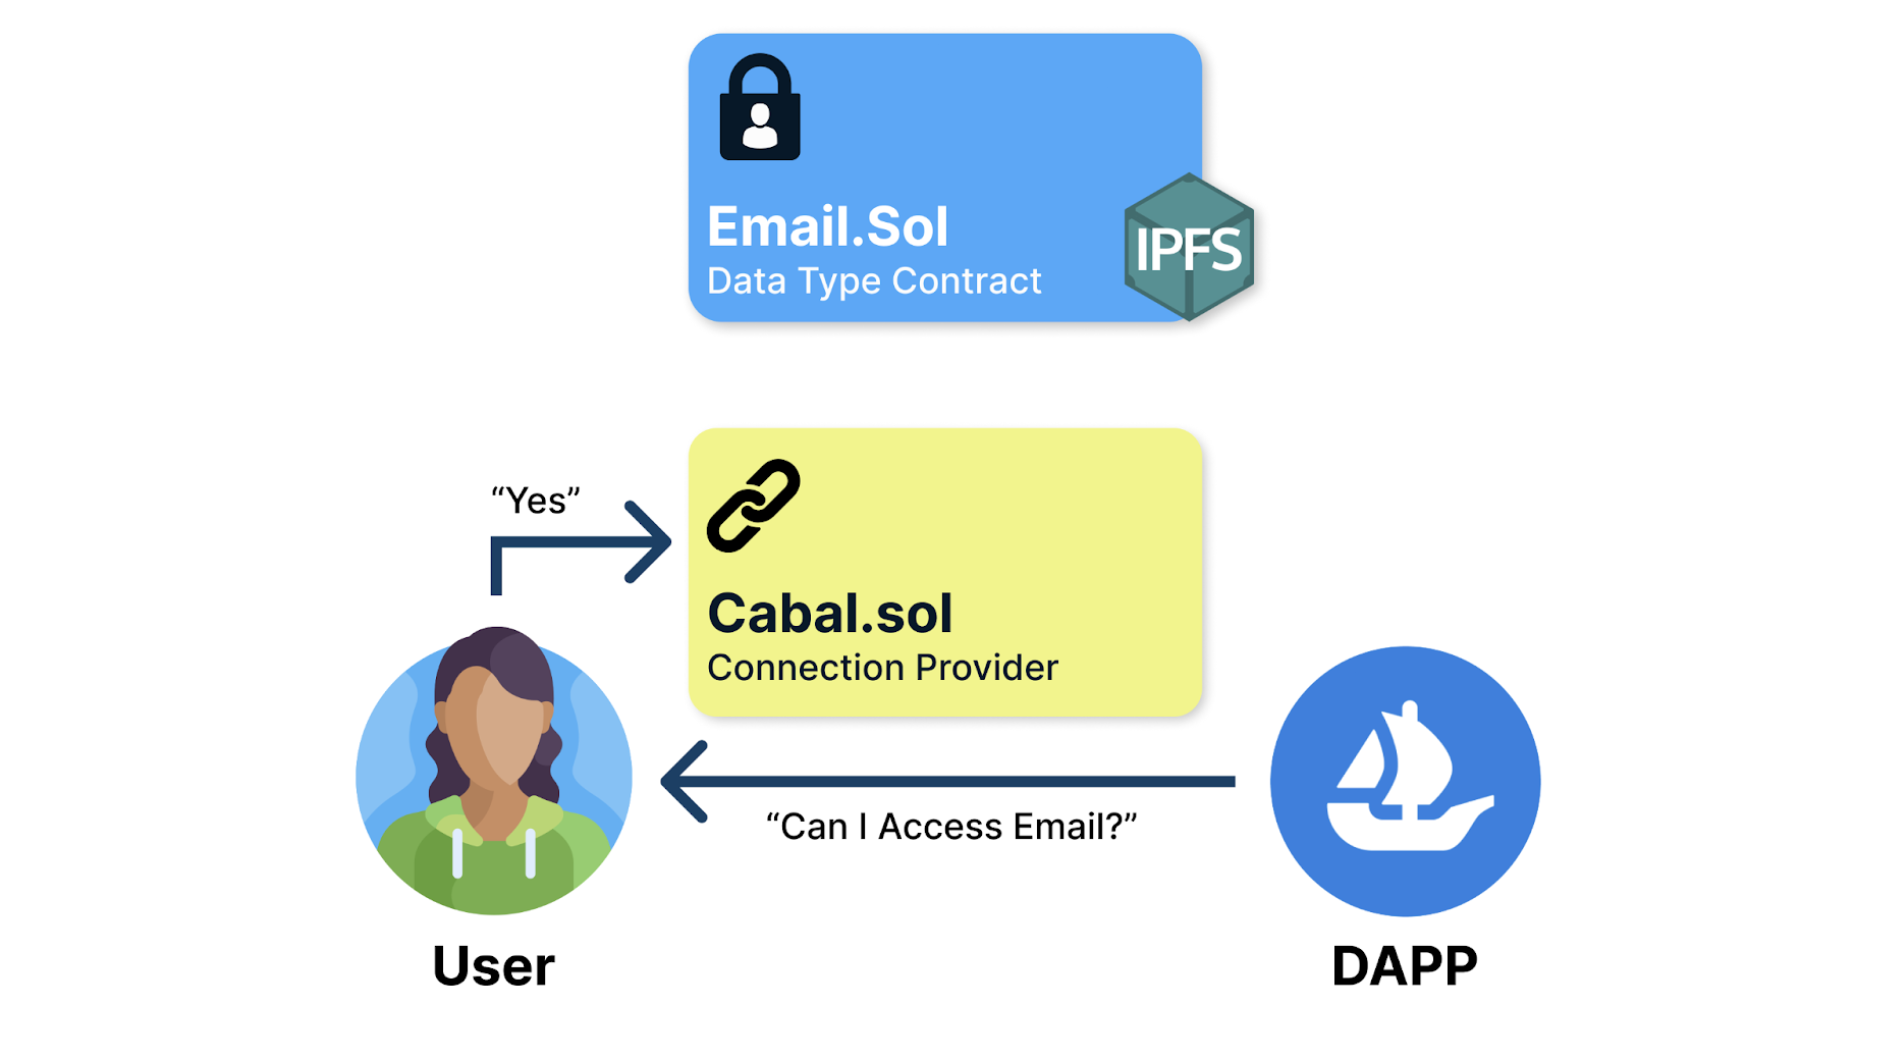 Email.Sol
Data Type Contract
IPFS
“Yes”
Cabal.sol
Connection Provider
“Can I Access Email?”
User
DAPP